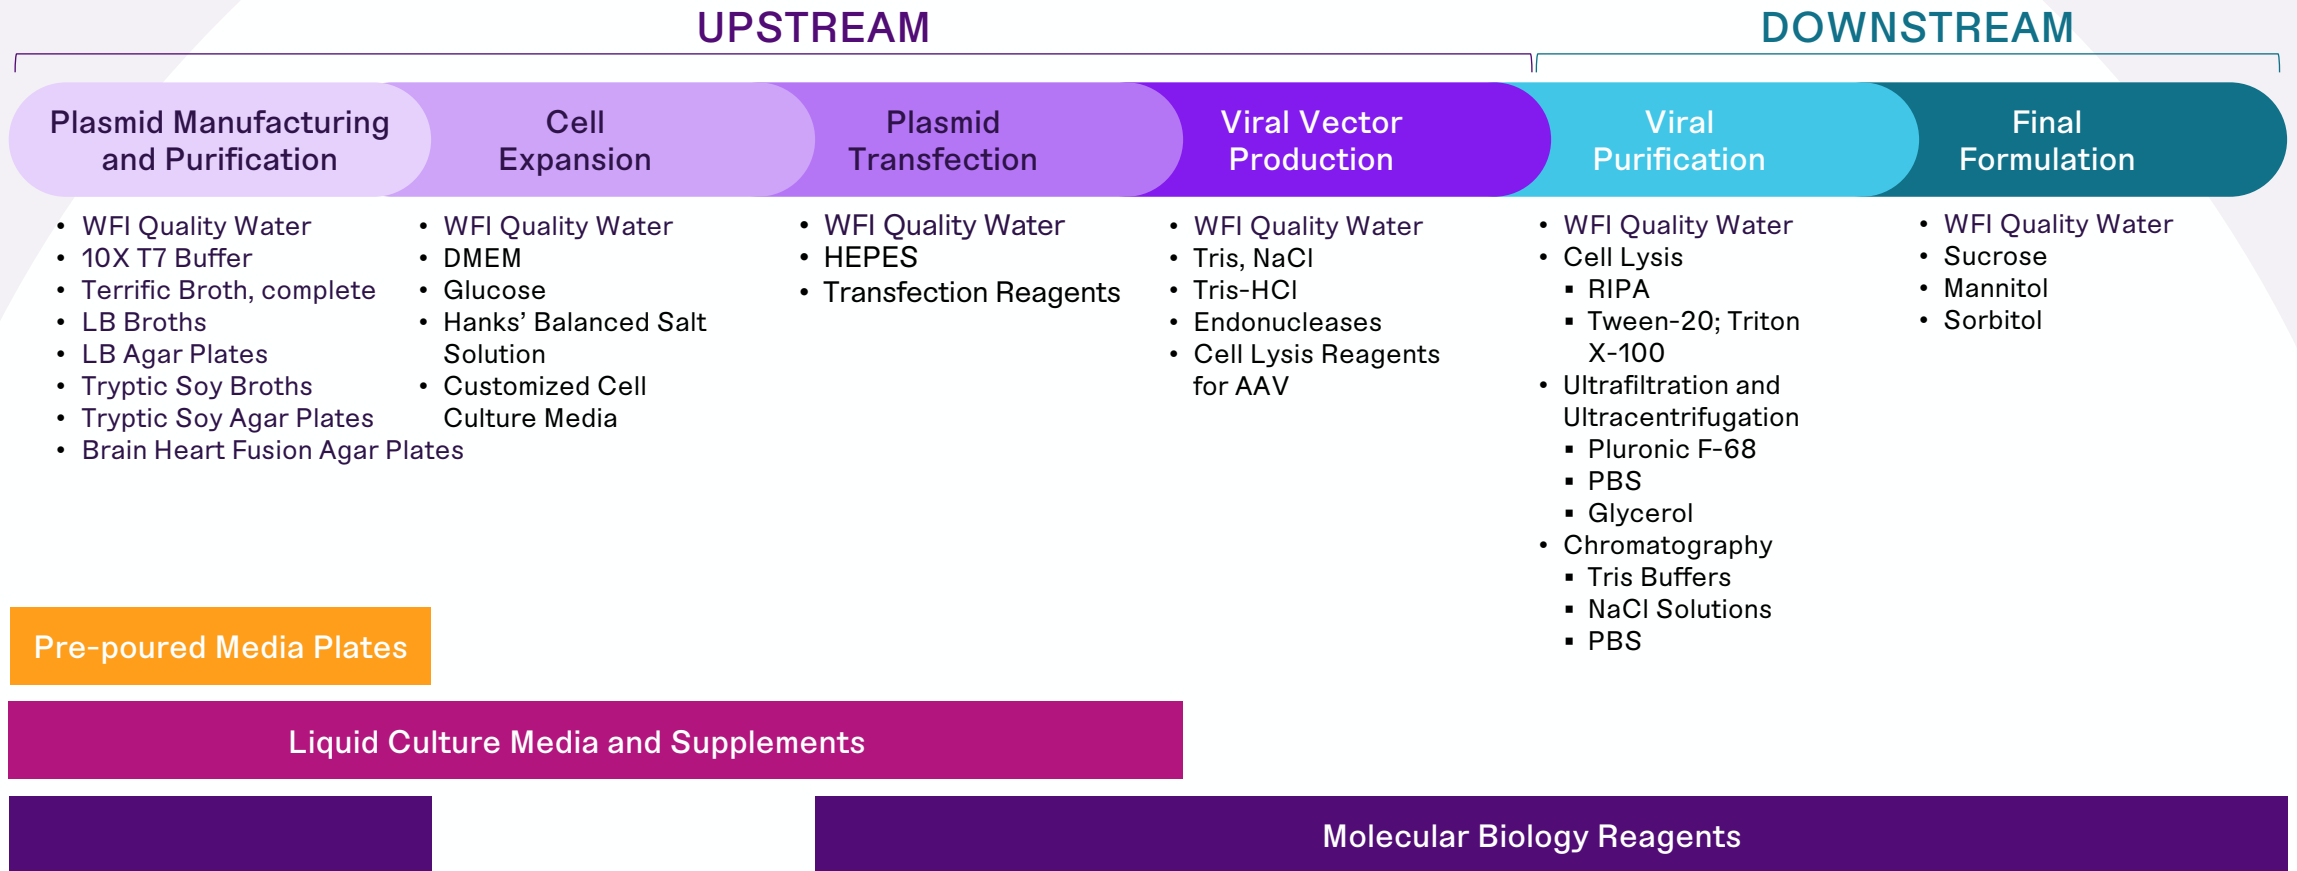 UPSTREAM
DOWNSTREAM
Plasmid Manufacturing
and Purification
Cell
Expansion
Plasmid
Transfection
Viral Vector
Production
Viral
Purification
Final
Formulation
• WFI Quality Water
• 10X T7 Buffer
• Terrific Broth, complete
• LB Broths
• LB Agar Plates
• Tryptic Soy Broths
• Tryptic Soy Agar Plates
• Brain Heart Fusion Agar Plates
• WFI Quality Water
• DMEM
• Glucose
• Hanks’ Balanced Salt
Solution
• Customized Cell
Culture Media
• WFI Quality Water
• HEPES
• Transfection Reagents
• WFI Quality Water
• Tris, NaCl
• Tris-HCl
• Endonucleases
• Cell Lysis Reagents
for AAV
• WFI Quality Water
• Cell Lysis
▪ RIPA
▪ Tween-20; Triton
X-100
• Ultrafiltration and
Ultracentrifugation
▪ Pluronic F-68
▪ PBS
▪ Glycerol
• Chromatography
▪ Tris Buffers
▪ NaCl Solutions
▪ PBS
• WFI Quality Water
• Sucrose
• Mannitol
• Sorbitol
Pre-poured Media Plates
Liquid Culture Media and Supplements
Molecular Biology Reagents